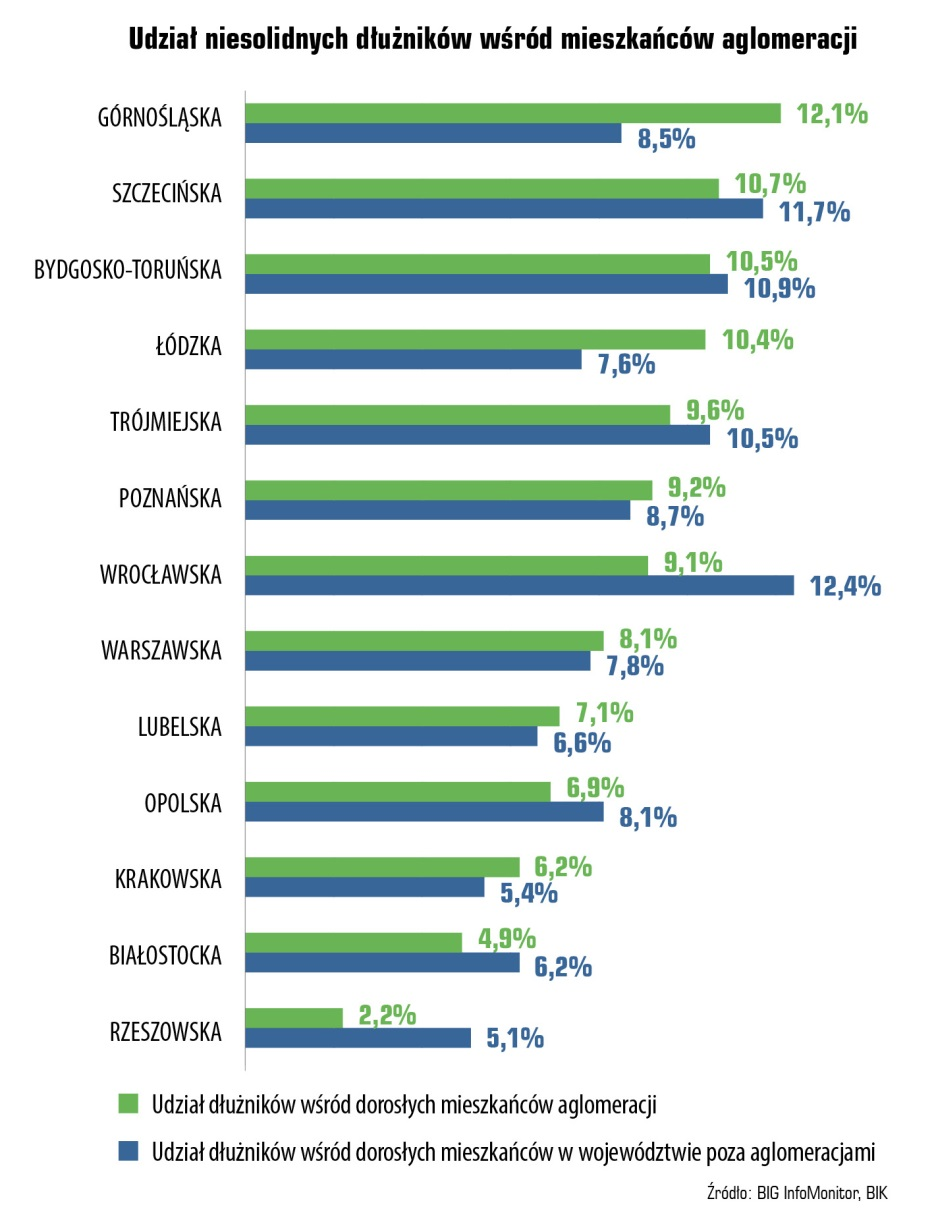 Udział niesolidnych dłużników wśród mieszkańców aglomeracji
GÓRNOŚLĄSKA
12,1%
8,5%
SZCZECIŃSKA
10,7%
11,7%
BYDGOSKO-TORUŃSKA
10,5%
10,9%
ŁÓDZKA
10,4%
7,6%
TRÓJMIEJSKA
9,6%
10,5%
POZNAŃSKA
9,2%
8,7%
WROCŁAWSKA
9,1%
12,4%
WARSZAWSKA
8,1%
7,8%
LUBELSKA
7,1%
6,6%
OPOLSKA
6,9%
8,1%
KRAKOWSKA
6,2%
5,4%
BIAŁOSTOCKA
4,9%
6,2%
RZESZOWSKA
2,2%
5,1%
Udział dłużników wśród dorosłych mieszkańców aglomeracji
Udział dłużników wśród dorosłych mieszkańców w województwie poza aglomeracjami
Źródło: BIG InfoMonitor, BIK